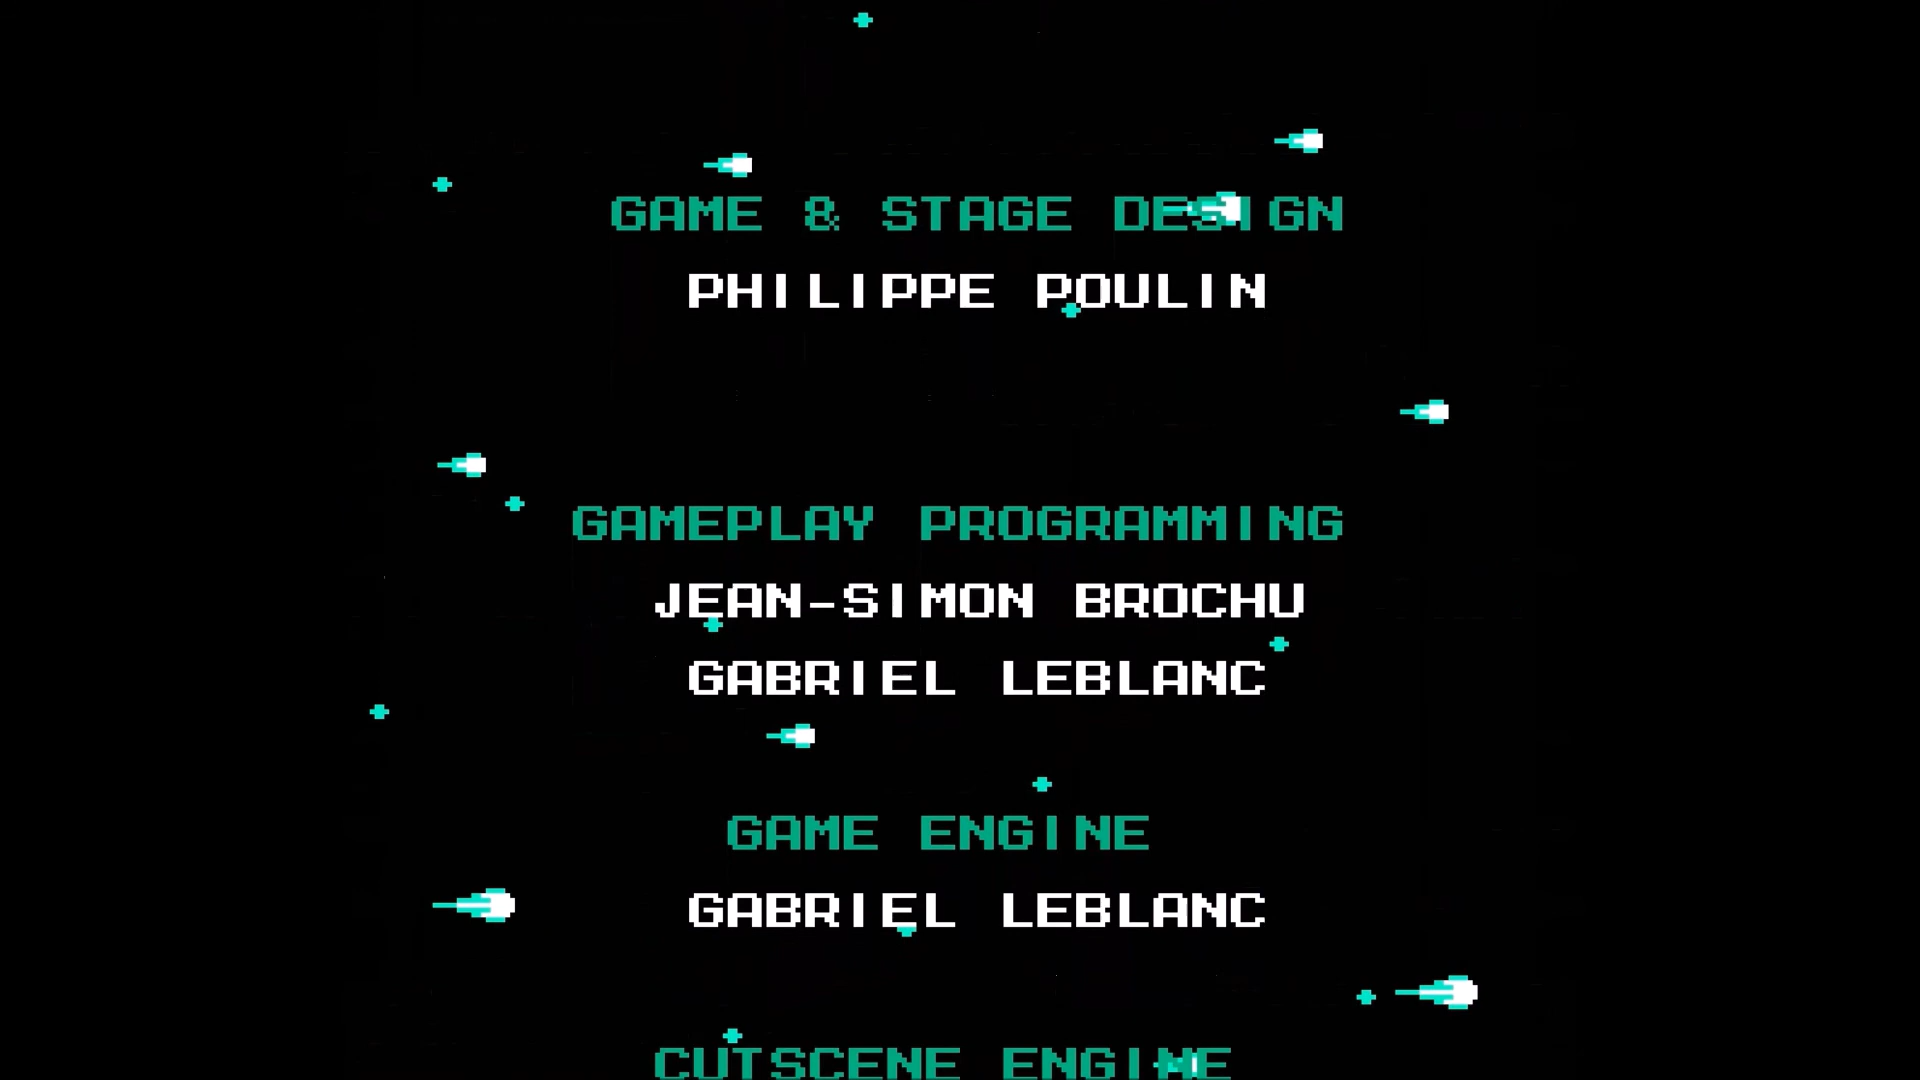 GAME & STAGE DESIGN
PHILIPPE POULIN
GAMEPLAY PROGRAMMING
JEAN-SIMON BROCHU
GABRIEL LEBLANC
GAME ENGINE
GABRIEL LEBLANC
CUTSCENE ENGINE